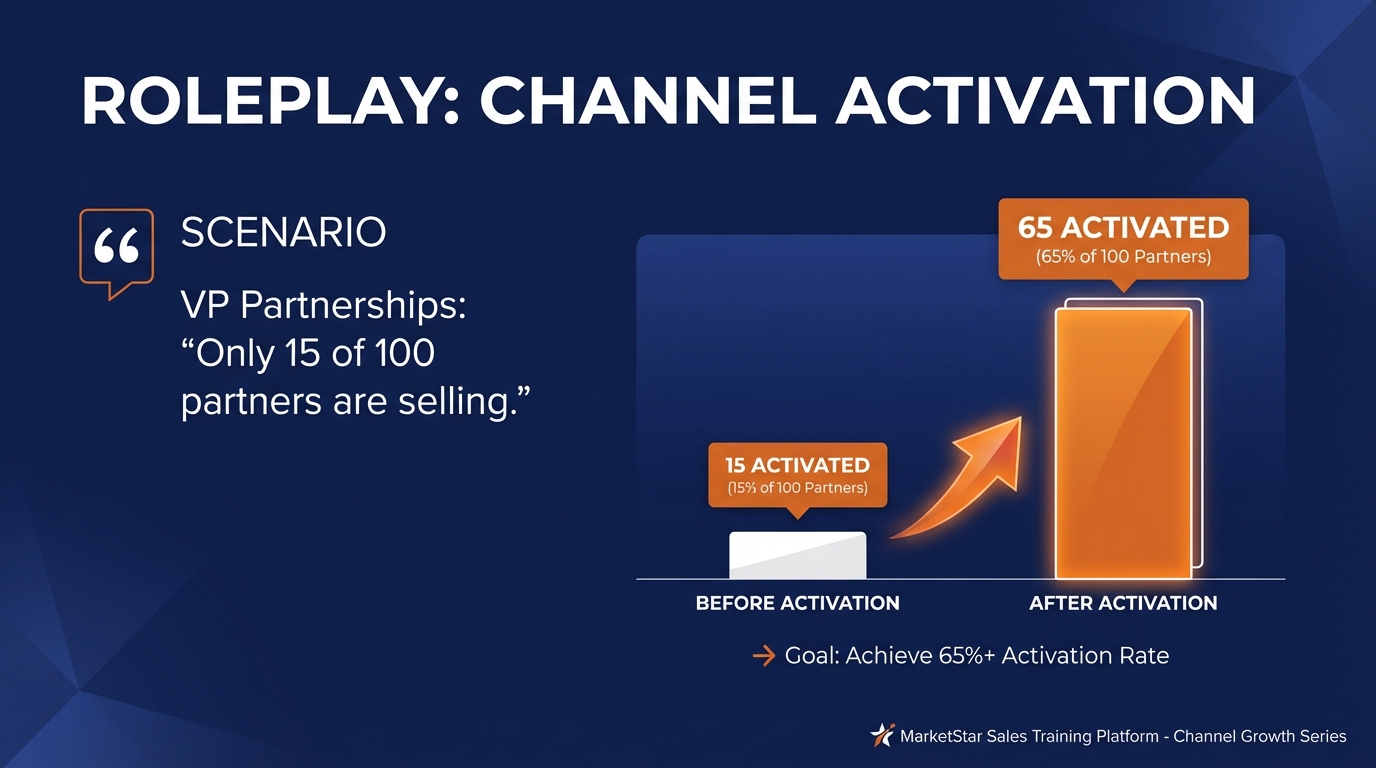 ROLEPLAY: CHANNEL ACTIVATION
SCENARIO
VP Partnerships:
“Only 15 of 100
partners are selling.”
65 ACTIVATED
(65% of 100 Partners)
15 ACTIVATED
(15% of 100 Partners)
BEFORE ACTIVATION
AFTER ACTIVATION
→ Goal: Achieve 65%+ Activation Rate
MarketStar Sales Training Platform - Channel Growth Series